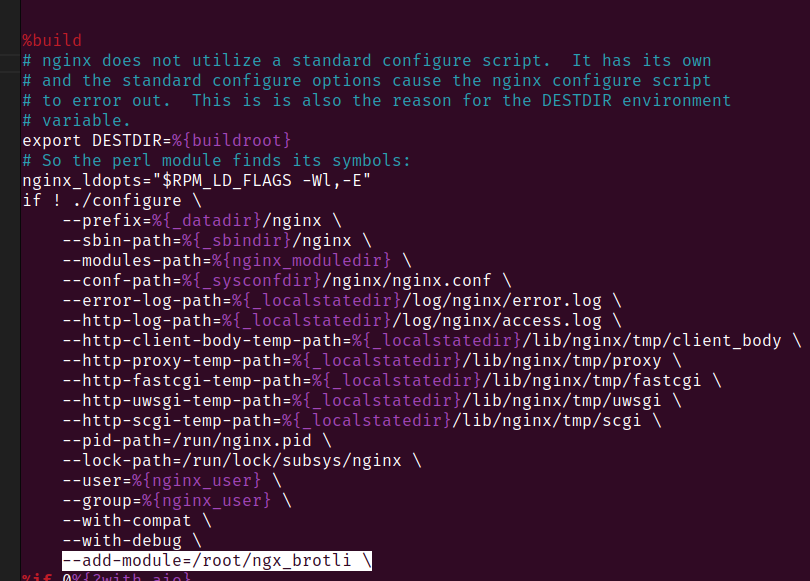 %build
# nginx does not utilize a standard configure script.  It has its own
# and the standard configure options cause the nginx configure script
# to error out.  This is is also the reason for the DESTDIR environment
# variable.
export DESTDIR=%{buildroot}
# So the perl module finds its symbols:
nginx_ldopts="$RPM_LD_FLAGS -Wl,-E"
if ! ./configure \
    --prefix=%{_datadir}/nginx \
    --sbin-path=%{_sbindir}/nginx \
    --modules-path=%{nginx_moduledir} \
    --conf-path=%{_sysconfdir}/nginx/nginx.conf \
    --error-log-path=%{_localstatedir}/log/nginx/error.log \
    --http-log-path=%{_localstatedir}/log/nginx/access.log \
    --http-client-body-temp-path=%{_localstatedir}/lib/nginx/tmp/client_body \
    --http-proxy-temp-path=%{_localstatedir}/lib/nginx/tmp/proxy \
    --http-fastcgi-temp-path=%{_localstatedir}/lib/nginx/tmp/fastcgi \
    --http-uwsgi-temp-path=%{_localstatedir}/lib/nginx/tmp/uwsgi \
    --http-scgi-temp-path=%{_localstatedir}/lib/nginx/tmp/scgi \
    --pid-path=/run/nginx.pid \
    --lock-path=/run/lock/subsys/nginx \
    --user=%{nginx_user} \
    --group=%{nginx_user} \
    --with-compat \
    --with-debug \
    --add-module=/root/ngx_brotli \
%if 0%{?with_aio}